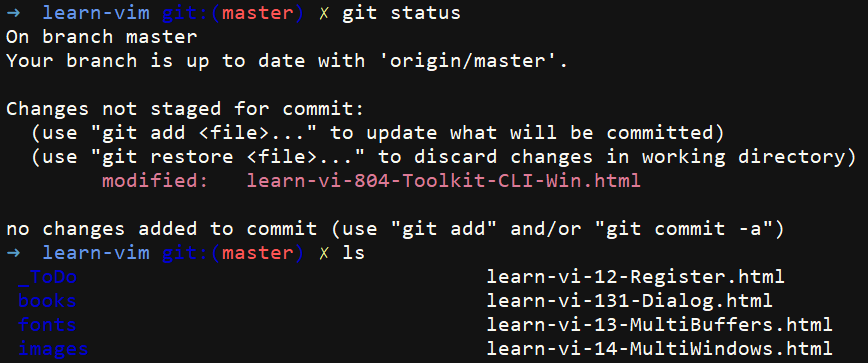 → learn-vim git:(master) ✗ git status
On branch master
Your branch is up to date with 'origin/master'.
Changes not staged for commit:
(use "git add <file>..." to update what will be committed)
(use "git restore <file>..." to discard changes in working directory)
modified: learn-vi-804-Toolkit-CLI-Win.html
no changes added to commit (use "git add" and/or "git commit -a")
→ learn-vim git:(master) ✗ ls
_ToDo learn-vi-12-Register.html
books learn-vi-131-Dialog.html
fonts learn-vi-13-MultiBuffers.html
images learn-vi-14-MultiWindows.html